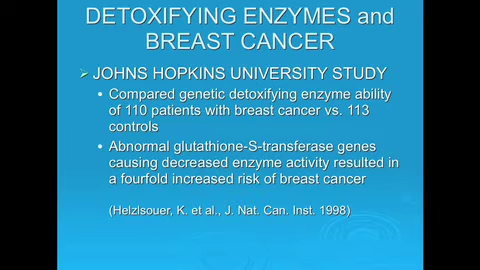 DETOXIFYING ENZYMES and
BREAST CANCER
JOHNS HOPKINS UNIVERSITY STUDY
• Compared genetic detoxifying enzyme ability
of 110 patients with breast cancer vs. 113
controls
• Abnormal glutathione-S-transferase genes
causing decreased enzyme activity resulted in
a fourfold increased risk of breast cancer
(Helzlsouer, K. et al., J. Nat. Can. Inst. 1998)